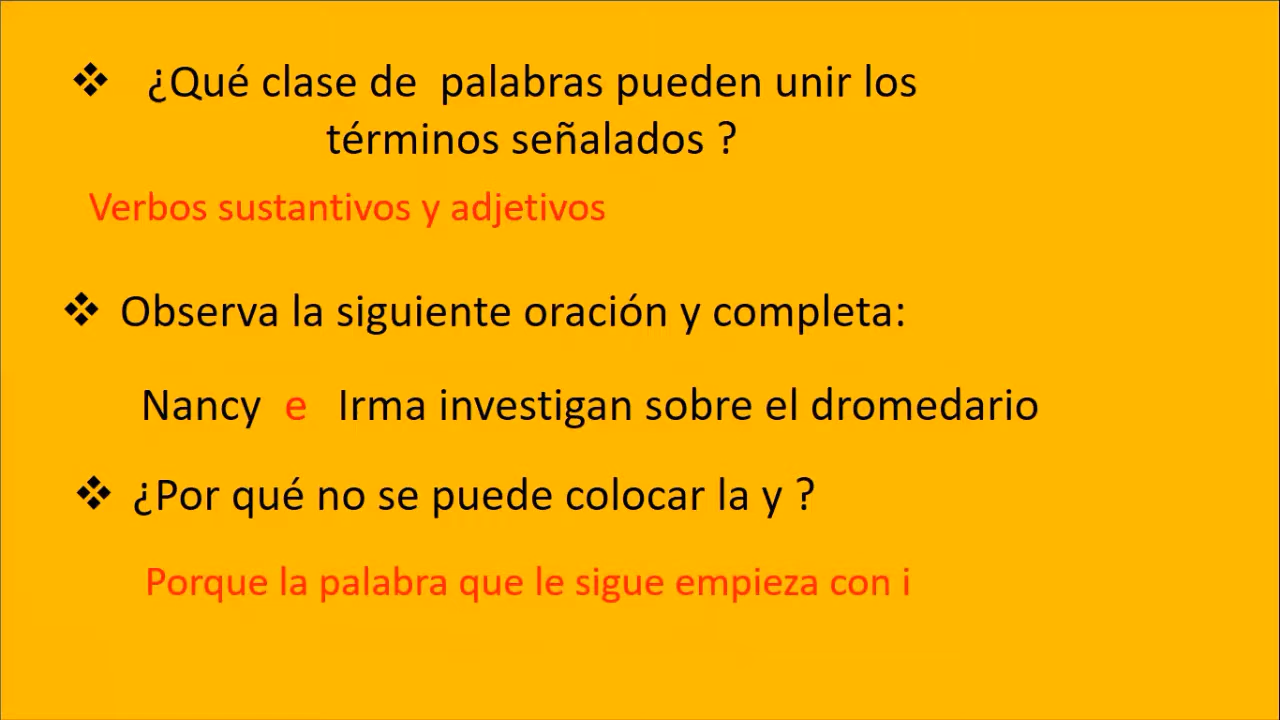 ❖ ¿Qué clase de palabras pueden unir los
términos señalados ?
Verbos sustantivos y adjetivos
❖ Observa la siguiente oración y completa:
Nancy e Irma investigan sobre el dromedario
❖ ¿Por qué no se puede colocar la y ?
Porque la palabra que le sigue empieza con i